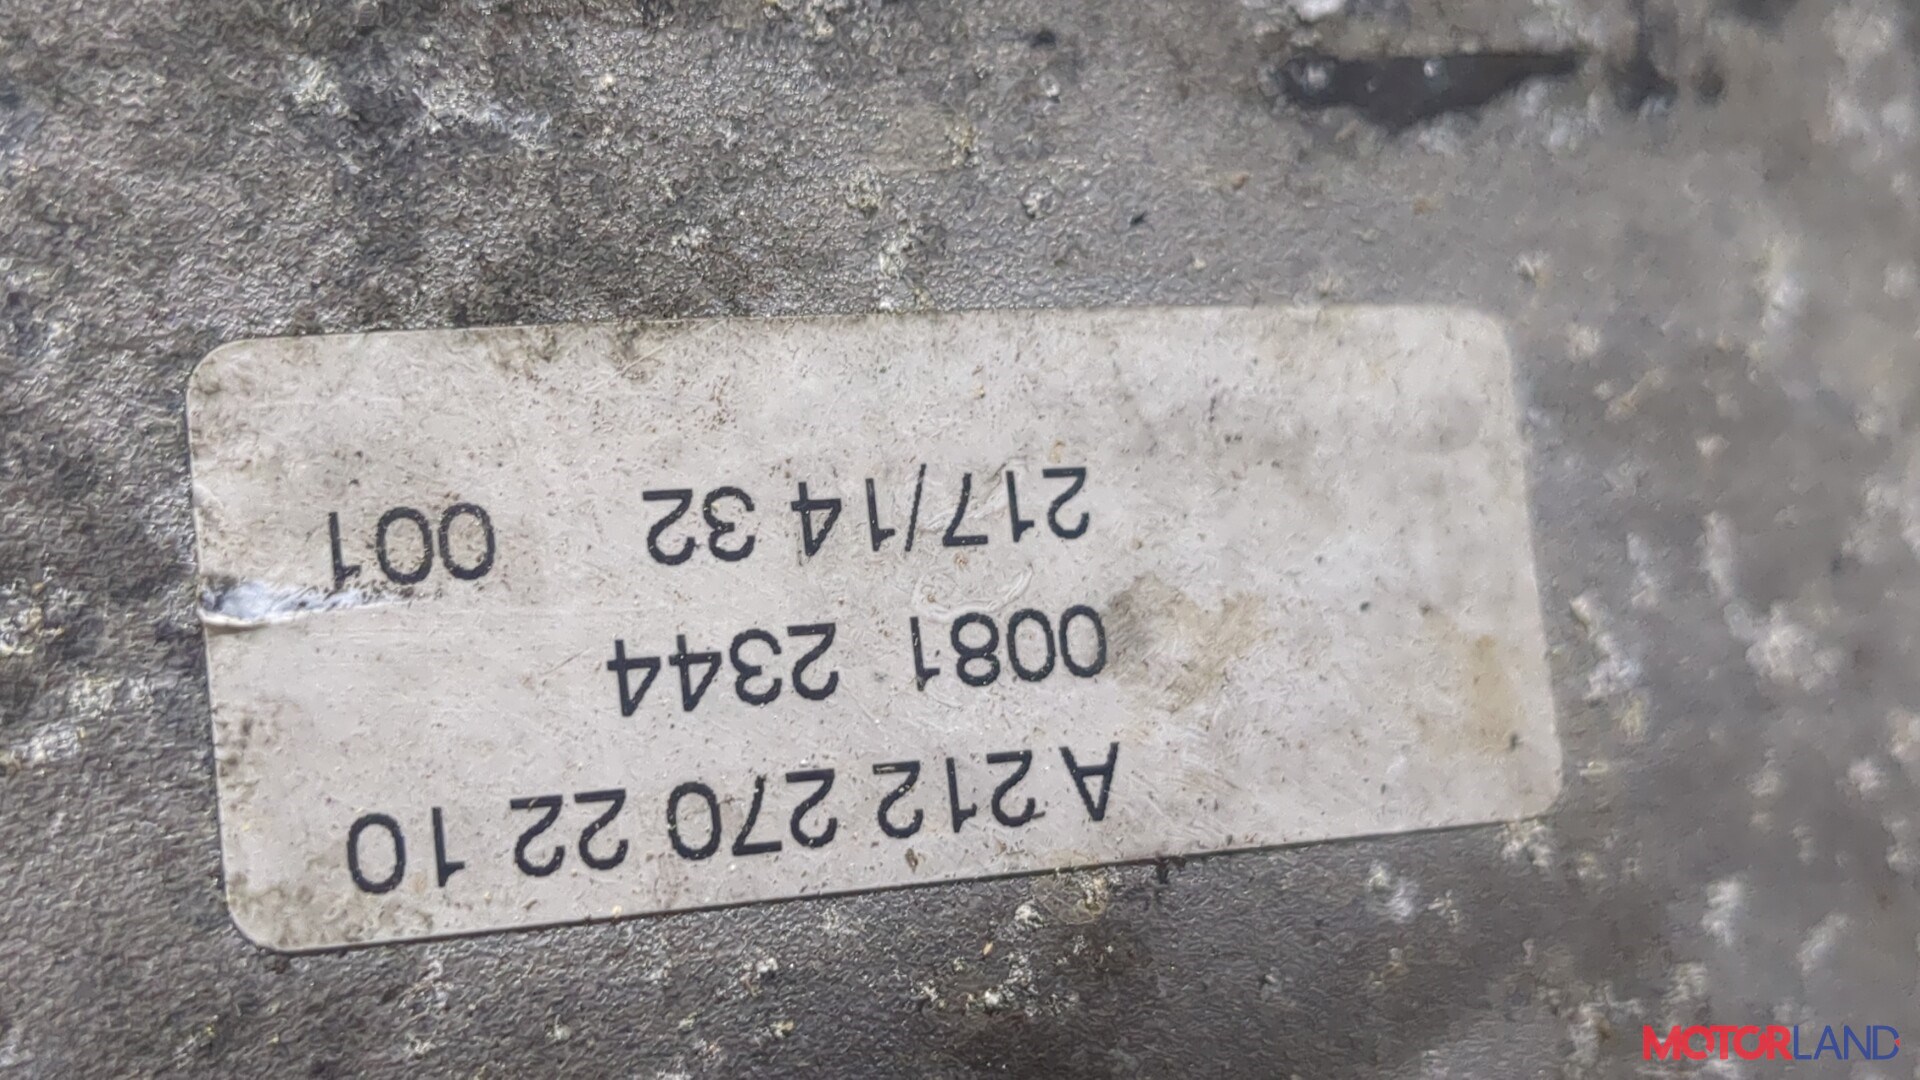 A 212 270 22 10
0081 2344
217/14 32 001
MOTORLAND